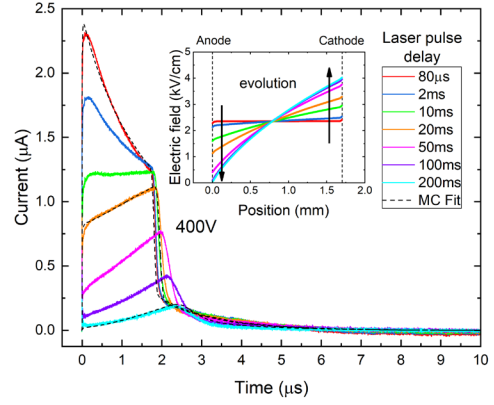 Anode
Cathode
evolution
Electric field (kV/cm)
5
4
3
2
1
0
0.0
0.5
1.0
1.5
2.0
Position (mm)
Laser pulse
delay
80μs
2ms
10ms
20ms
50ms
100ms
200ms
MC Fit
400V
Current (μA)
2.5
2.0
1.5
1.0
0.5
0.0
0
1
2
3
4
5
6
7
8
9
10
Time (μs)